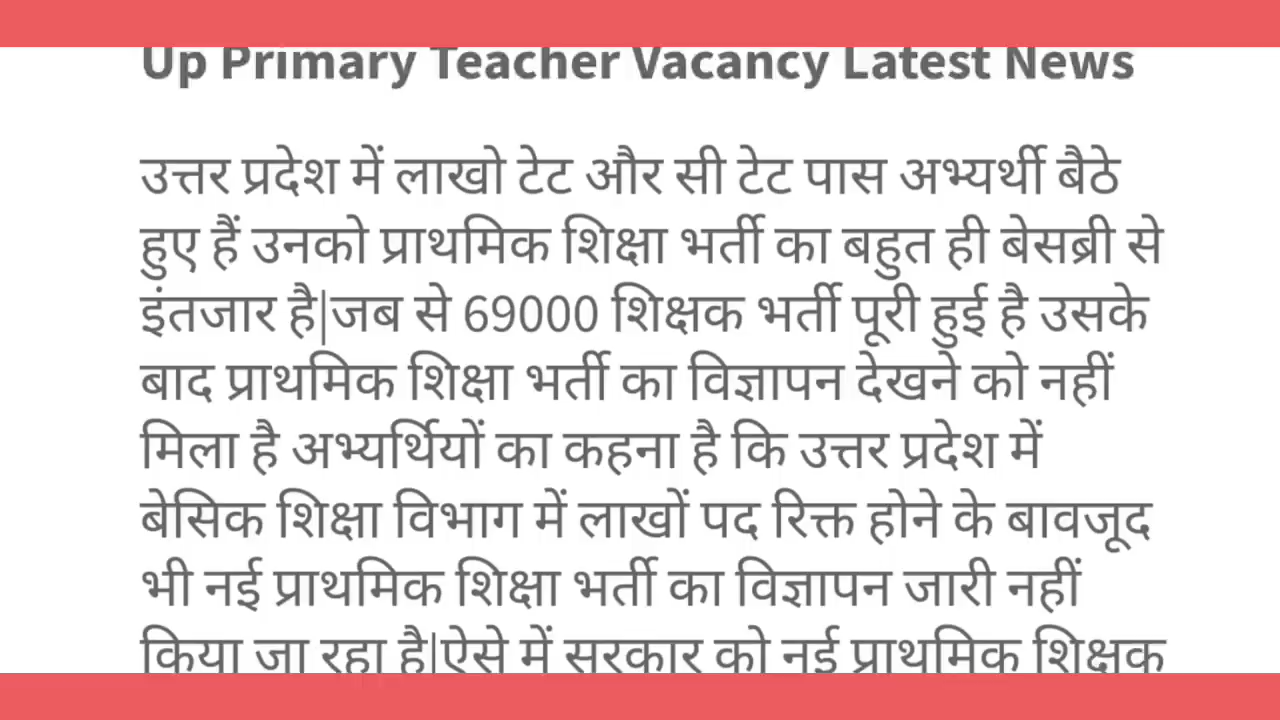 Up Primary Teacher Vacancy Latest News
उत्तर प्रदेश में लाखो टेट और सी टेट पास अभ्यर्थी बैठे
हुए हैं उनको प्राथमिक शिक्षा भर्ती का बहुत ही बेसब्री से
इंतजार है|जब से 69000 शिक्षक भर्ती पूरी हुई है उसके
बाद प्राथमिक शिक्षा भर्ती का विज्ञापन देखने को नहीं
मिला है अभ्यर्थियों का कहना है कि उत्तर प्रदेश में
बेसिक शिक्षा विभाग में लाखों पद रिक्त होने के बावजूद
भी नई प्राथमिक शिक्षा भर्ती का विज्ञापन जारी नहीं
किया जा रहा है|ऐसे में सरकार को नई प्राथमिक शिक्षक